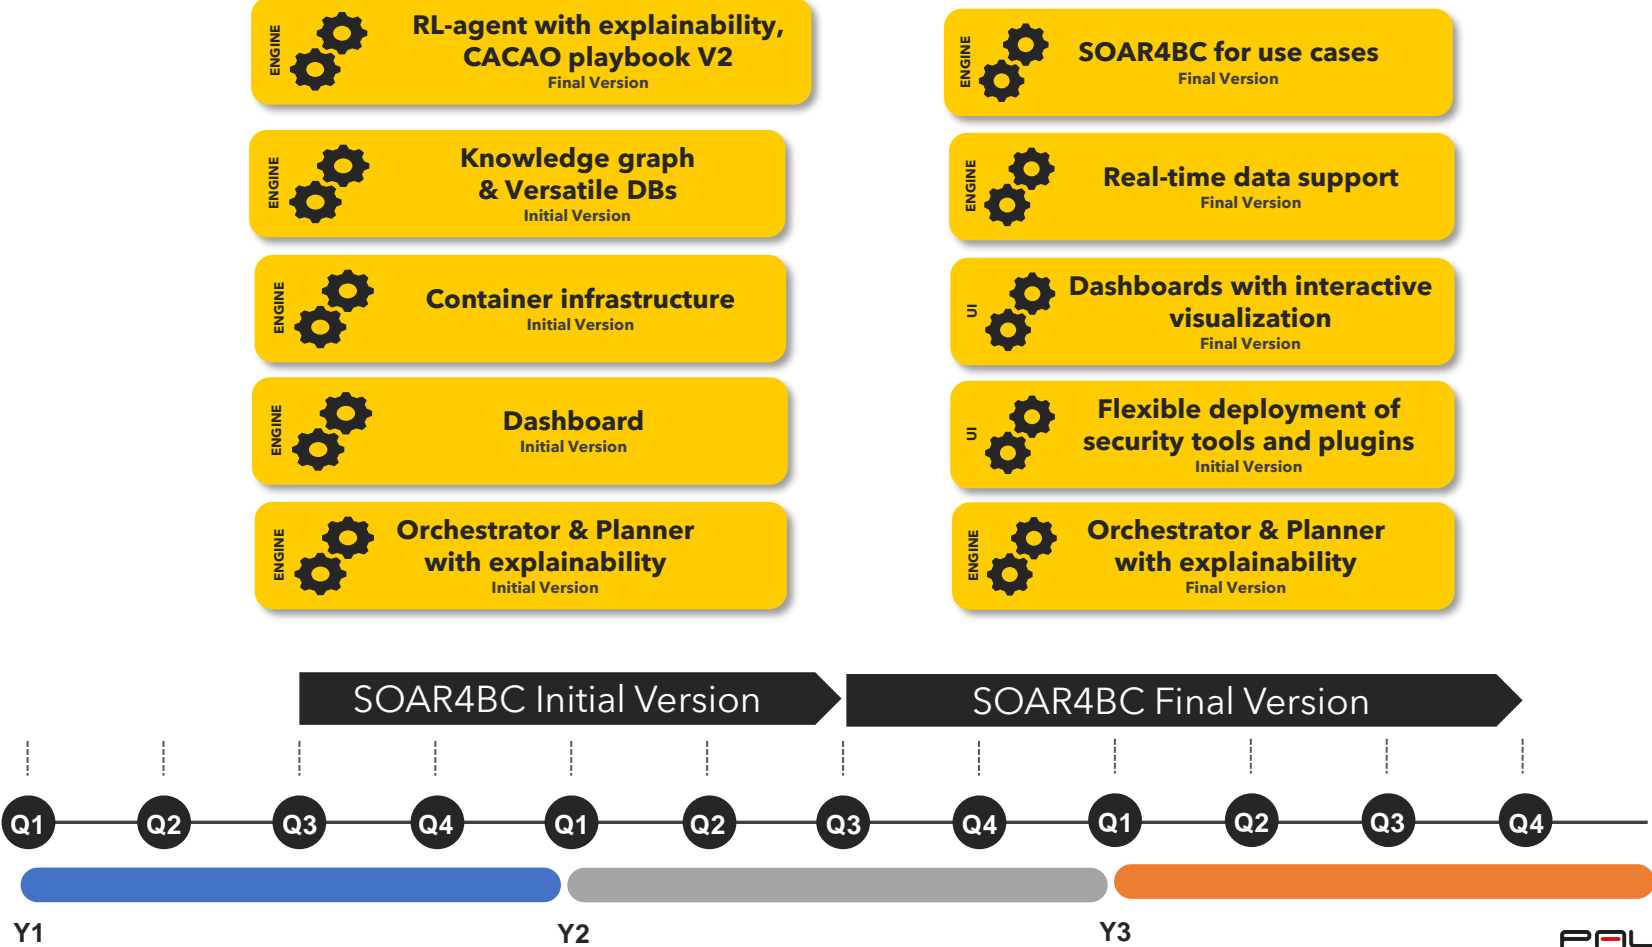 ENGINE
RL-agent with explainability,
CACAO playbook V2
Final Version
ENGINE
Knowledge graph
& Versatile DBs
Initial Version
ENGINE
Container infrastructure
Initial Version
ENGINE
Dashboard
Initial Version
ENGINE
Orchestrator & Planner
with explainability
Initial Version
ENGINE
SOAR4BC for use cases
Final Version
ENGINE
Real-time data support
Final Version
UI
Dashboards with interactive
visualization
Final Version
UI
Flexible deployment of
security tools and plugins
Initial Version
ENGINE
Orchestrator & Planner
with explainability
Final Version
SOAR4BC Initial Version
SOAR4BC Final Version
Q1 Q2 Q3 Q4 Q1 Q2 Q3 Q4 Q1 Q2 Q3 Q4
Y1 Y2 Y3